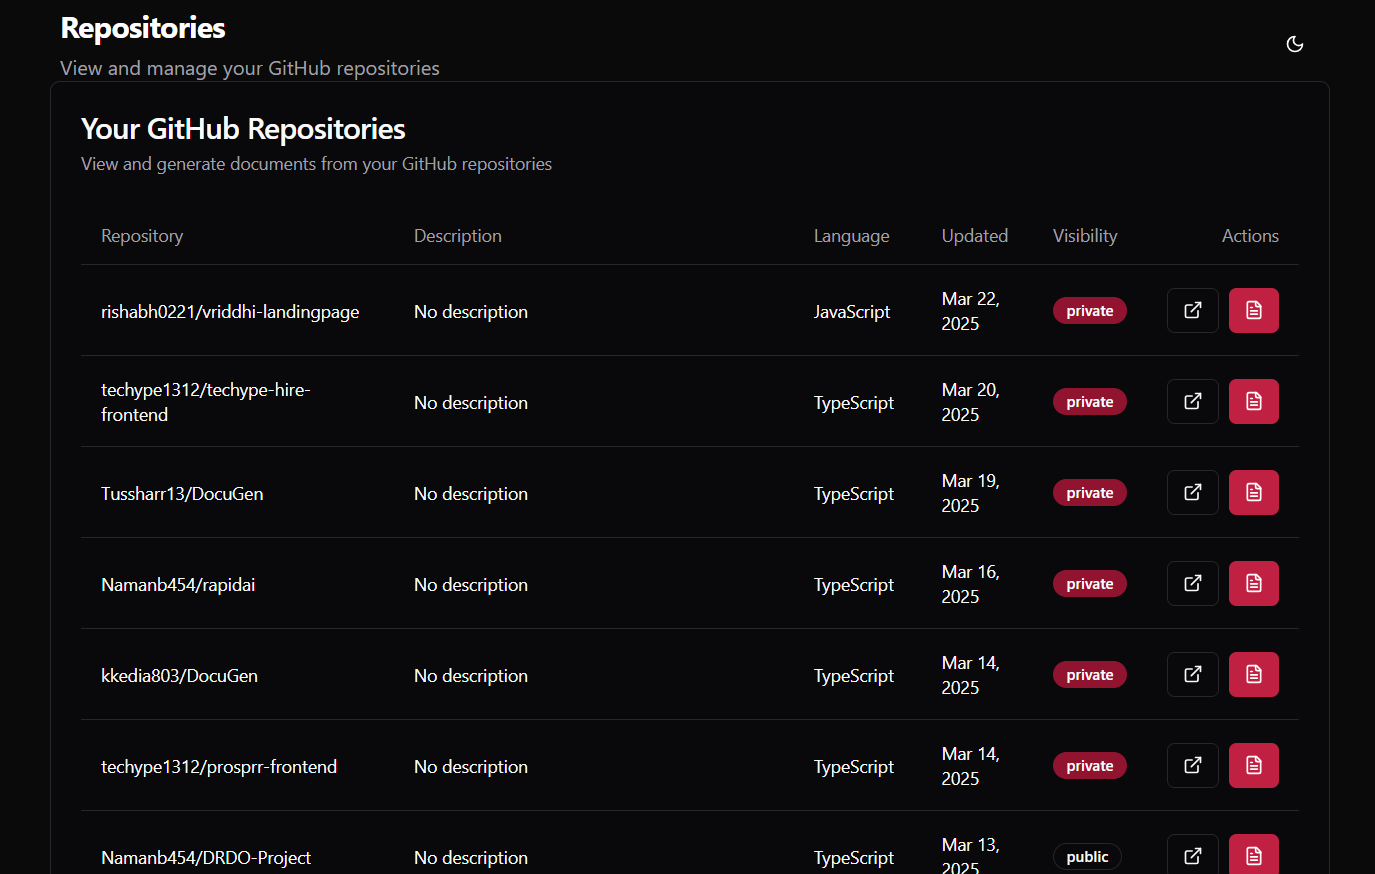 Repositories
View and manage your GitHub repositories
Your GitHub Repositories
View and generate documents from your GitHub repositories
Repository Description Language Updated Visibility Actions
rishabh0221/vriddhi-landingpage No description JavaScript Mar 22, 2025 private
techype1312/techype-hire-
frontend No description TypeScript Mar 20, 2025 private
Tussharr13/DocuGen No description TypeScript Mar 19, 2025 private
Namanb454/rapidai No description TypeScript Mar 16, 2025 private
kkedia803/DocuGen No description TypeScript Mar 14, 2025 private
techype1312/prosprr-frontend No description TypeScript Mar 14, 2025 private
Namanb454/DRDO-Project No description TypeScript Mar 13, 2025 public